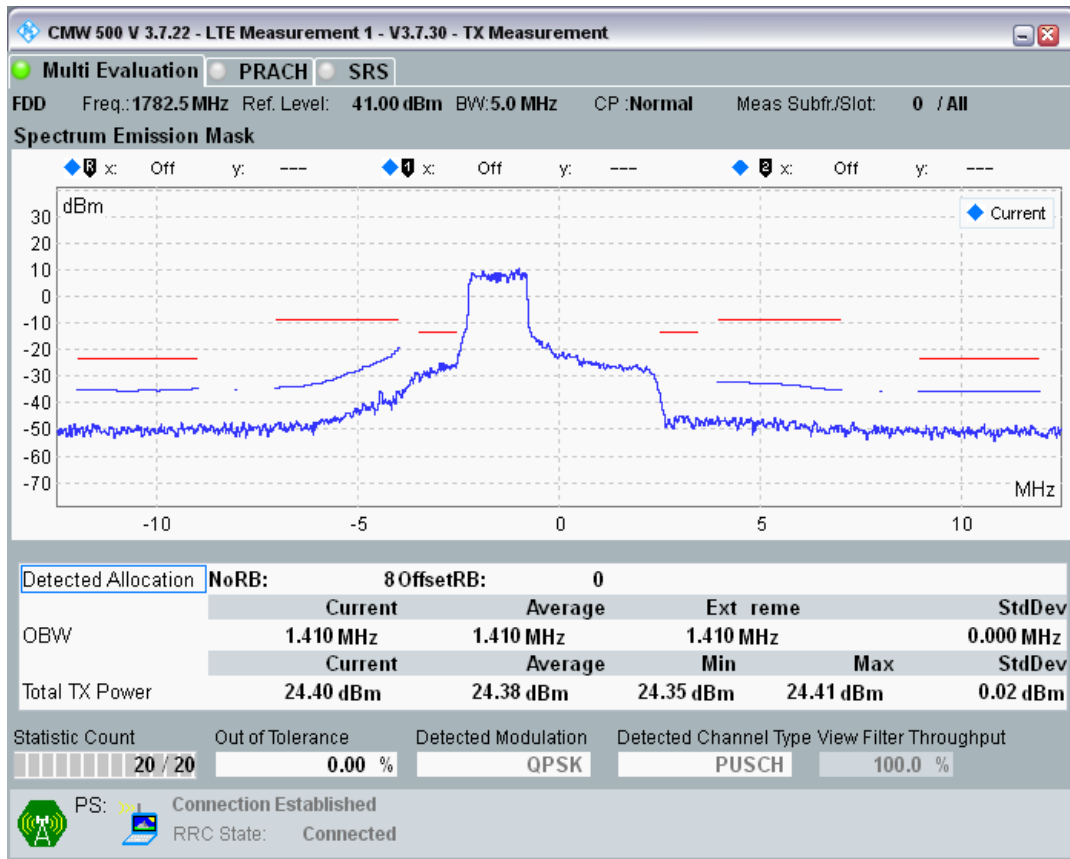 CMW 500 V 3.7.22 - LTE Measurement 1 - V3.7.30 - TX Measurement
Multi Evaluation PRACH SRS
FDD Freq.: 1782.5 MHz Ref. Level: 41.00 dBm BW: 5.0 MHz CP : Normal Meas Subfr./Slot: 0 / All
Spectrum Emission Mask
R x: Off y: --- 1 x: Off y: --- 2 x: Off y: ---
dBm
Current
30
20
10
0
-10
-20
-30
-40
-50
-60
-70
MHz
-10 -5 0 5 10
Detected Allocation NoRB: 8 OffsetRB: 0
Current Average Ext reme StdDev
OBW 1.410 MHz 1.410 MHz 1.410 MHz 0.000 MHz
Current Average Min Max StdDev
Total TX Power 24.40 dBm 24.38 dBm 24.35 dBm 24.41 dBm 0.02 dBm
Statistic Count Out of Tolerance Detected Modulation Detected Channel Type View Filter Throughput
20 / 20 0.00 % QPSK PUSCH 100.0 %
PS: Connection Established
RRC State: Connected